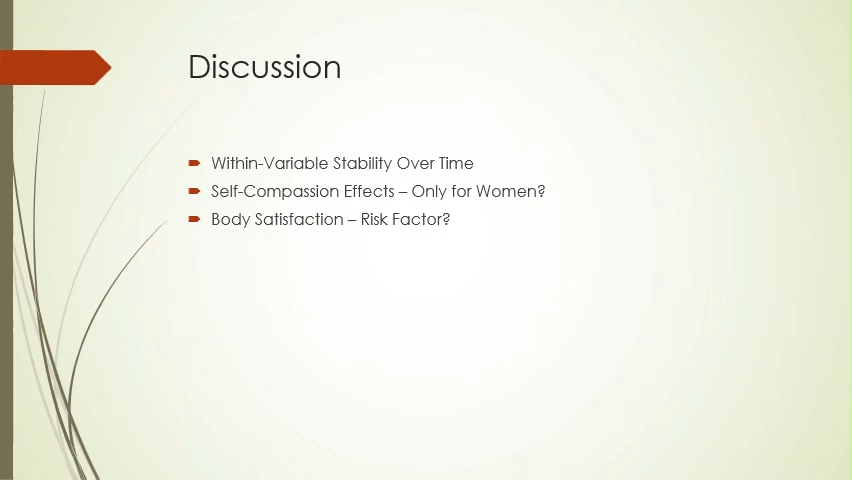 Discussion
Within-Variable Stability Over Time
Self-Compassion Effects – Only for Women?
Body Satisfaction – Risk Factor?